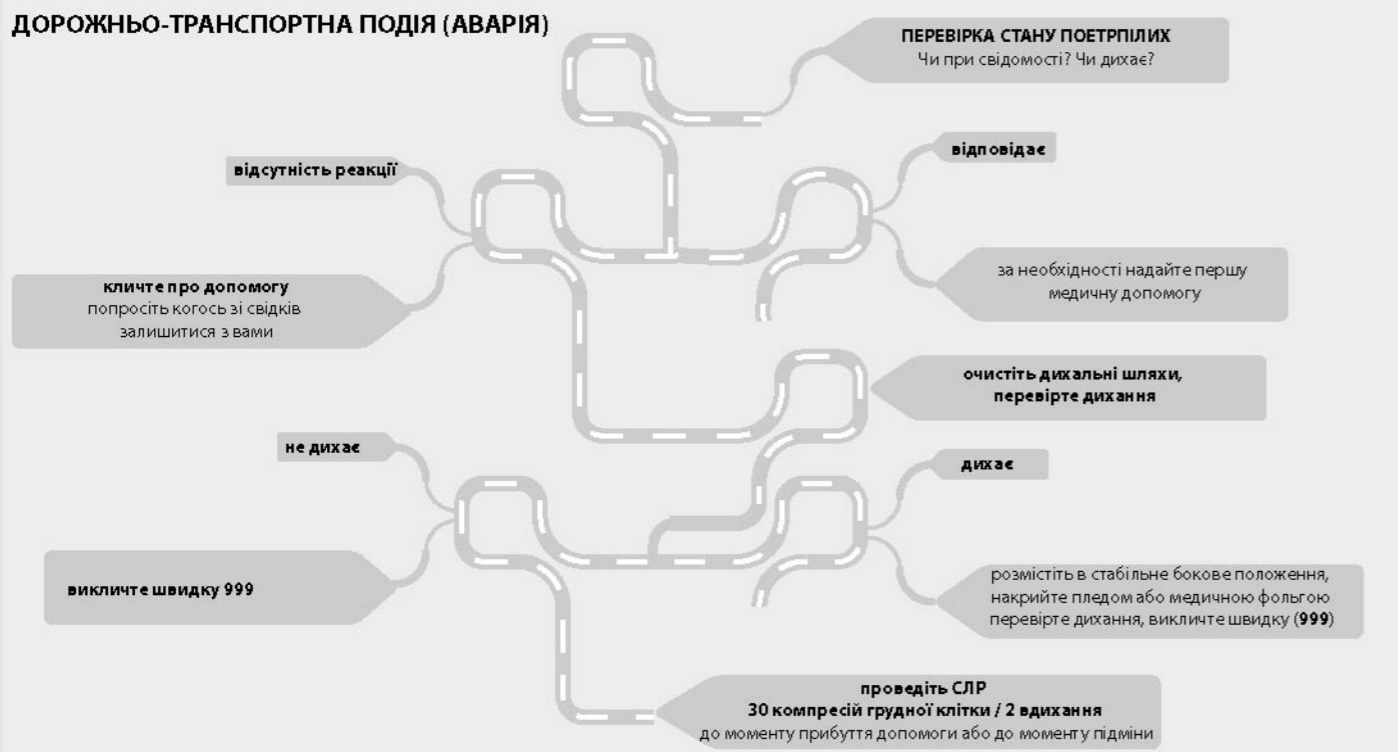 ДОРОЖНЬО-ТРАНСПОРТНА ПОДІЯ (АВАРІЯ)
ПЕРЕВІРКА СТАНУ ПОЕТРПІЛИХ
Чи при свідомості? Чи дихає?
відсутність реакції
відповідає
кличте про допомогу
попросіть когось зі свідків
залишитися з вами
за необхідності надайте першу
медичну допомогу
очистіть дихальні шляхи,
перевірте дихання
не дихає
дихає
викличте швидку 999
розмістіть в стабільне бокове положення,
накрийте пледом або медичною фольгою
перевірте дихання, викличте швидку (999)
проведіть СЛР
30 компресій грудної клітки / 2 вдихання
до моменту прибуття допомоги або до моменту підміни